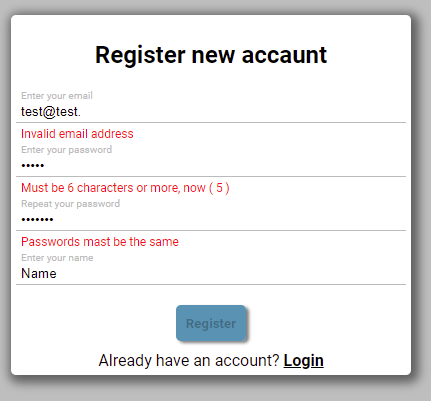 Register new accaunt
Enter your email
test@test.
Invalid email address
Enter your password
•••••
Must be 6 characters or more, now ( 5 )
Repeat your password
•••••••
Passwords mast be the same
Enter your name
Name
Register
Already have an account? Login